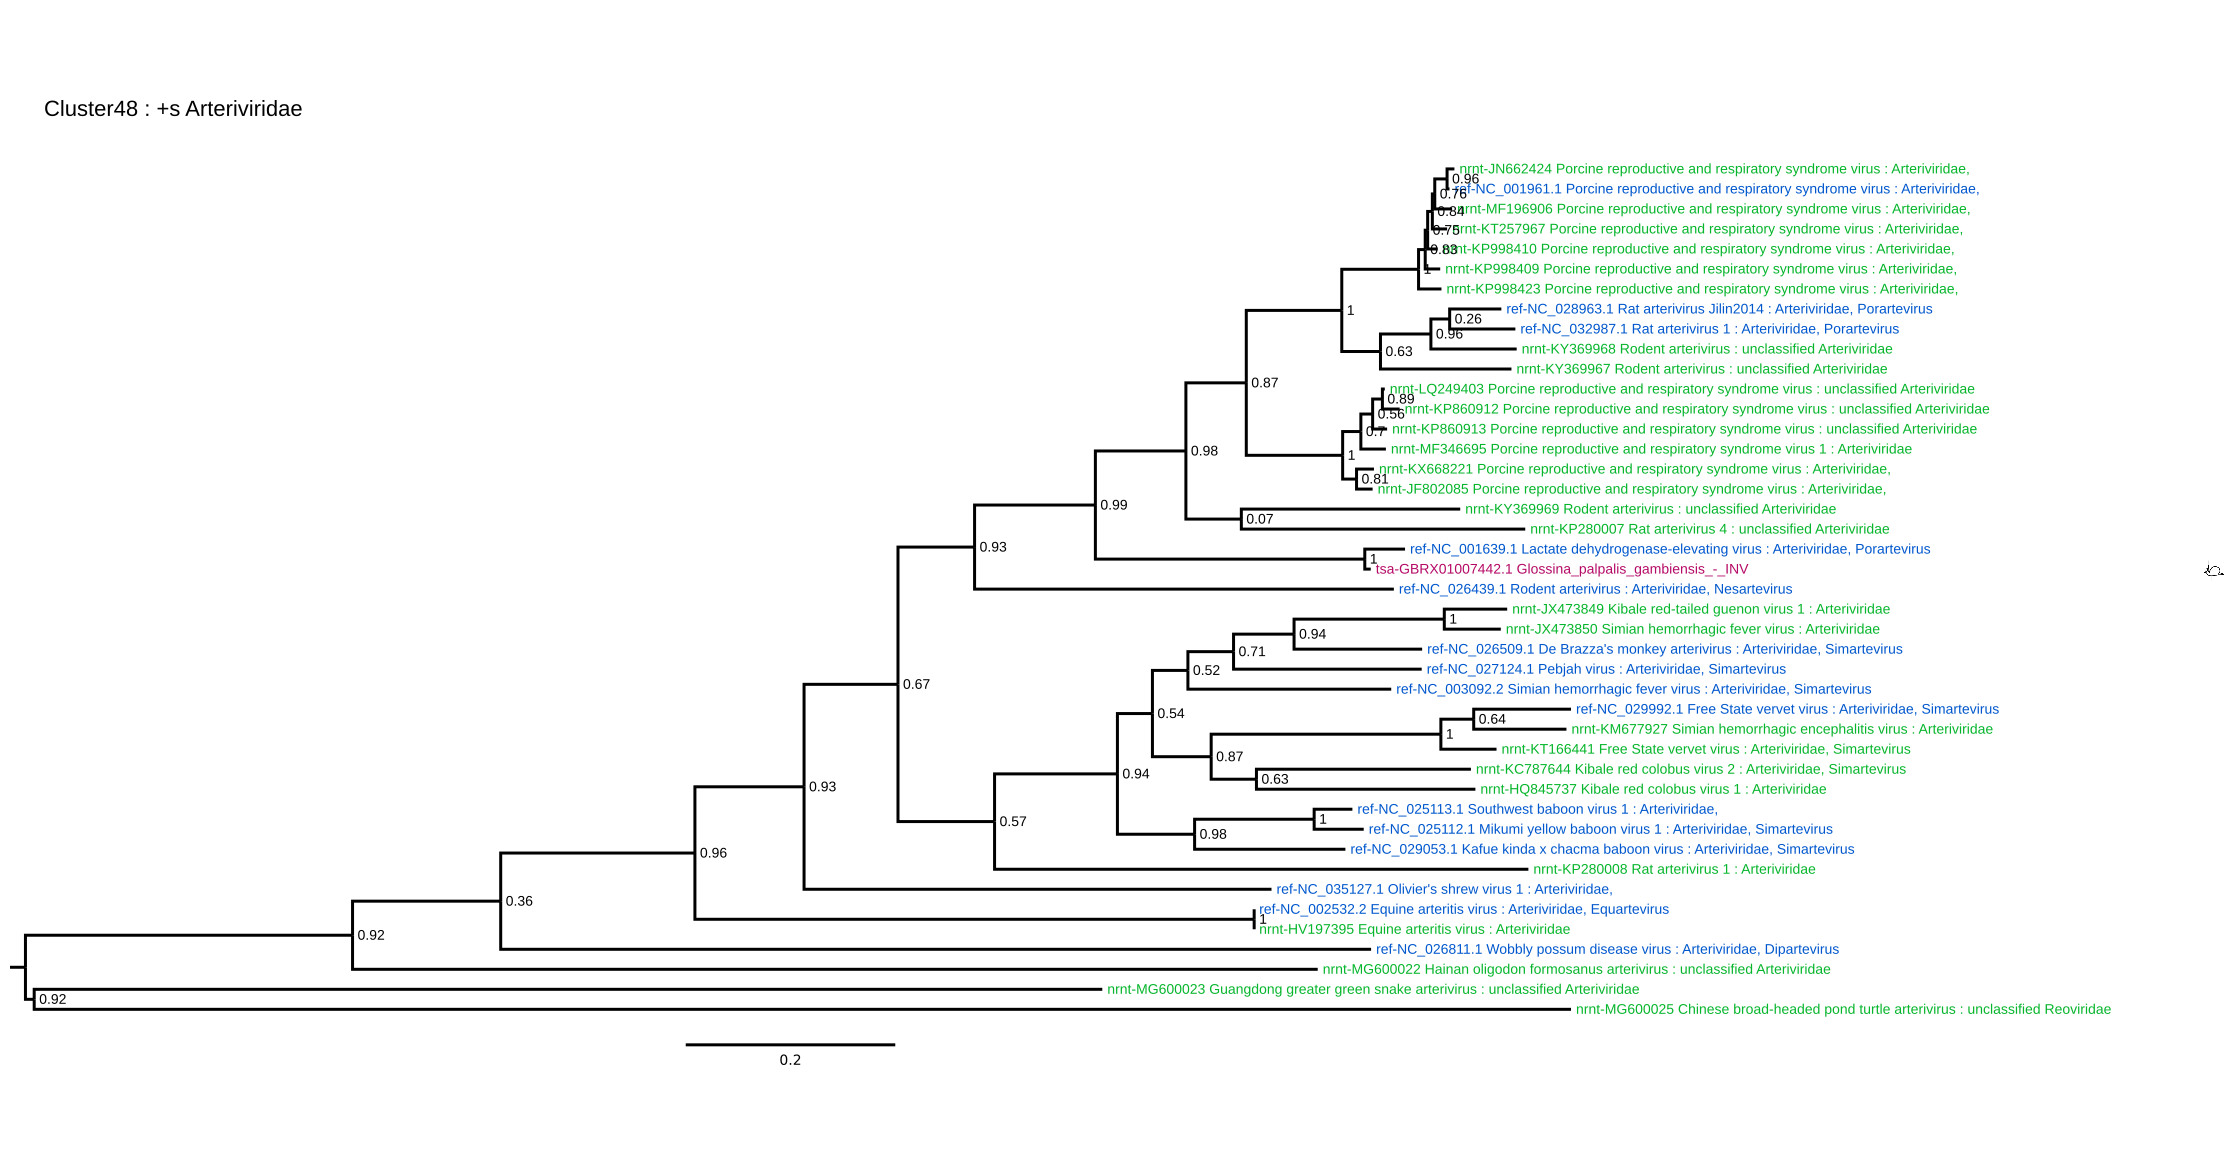 Cluster48 : +s Arteriviridae
nrnt-JN662424 Porcine reproductive and respiratory syndrome virus : Arteriviridae,
0.96
ref-NC_001961.1 Porcine reproductive and respiratory syndrome virus : Arteriviridae,
0.76
nrnt-MF196906 Porcine reproductive and respiratory syndrome virus : Arteriviridae,
0.84
nrnt-KT257967 Porcine reproductive and respiratory syndrome virus : Arteriviridae,
0.75
nrnt-KP998410 Porcine reproductive and respiratory syndrome virus : Arteriviridae,
0.83
nrnt-KP998409 Porcine reproductive and respiratory syndrome virus : Arteriviridae,
1
nrnt-KP998423 Porcine reproductive and respiratory syndrome virus : Arteriviridae,
1
ref-NC_028963.1 Rat arterivirus Jilin2014 : Arteriviridae, Porartevirus
0.26
ref-NC_032987.1 Rat arterivirus 1 : Arteriviridae, Porartevirus
0.96
nrnt-KY369968 Rodent arterivirus : unclassified Arteriviridae
0.63
nrnt-KY369967 Rodent arterivirus : unclassified Arteriviridae
0.87
nrnt-LQ249403 Porcine reproductive and respiratory syndrome virus : unclassified Arteriviridae
0.89
nrnt-KP860912 Porcine reproductive and respiratory syndrome virus : unclassified Arteriviridae
0.56
nrnt-KP860913 Porcine reproductive and respiratory syndrome virus : unclassified Arteriviridae
0.7
nrnt-MF346695 Porcine reproductive and respiratory syndrome virus 1 : Arteriviridae
0.98
1
nrnt-KX668221 Porcine reproductive and respiratory syndrome virus : Arteriviridae,
0.81
nrnt-JF802085 Porcine reproductive and respiratory syndrome virus : Arteriviridae,
0.99
nrnt-KY369969 Rodent arterivirus : unclassified Arteriviridae
0.07
nrnt-KP280007 Rat arterivirus 4 : unclassified Arteriviridae
0.93
ref-NC_001639.1 Lactate dehydrogenase-elevating virus : Arteriviridae, Porartevirus
1
tsa-GBRX01007442.1 Glossina_palpalis_gambiensis_-_INV
ref-NC_026439.1 Rodent arterivirus : Arteriviridae, Nesartevirus
nrnt-JX473849 Kibale red-tailed guenon virus 1 : Arteriviridae
1
nrnt-JX473850 Simian hemorrhagic fever virus : Arteriviridae
0.94
ref-NC_026509.1 De Brazza's monkey arterivirus : Arteriviridae, Simartevirus
0.71
ref-NC_027124.1 Pebjah virus : Arteriviridae, Simartevirus
0.52
0.67
ref-NC_003092.2 Simian hemorrhagic fever virus : Arteriviridae, Simartevirus
0.54
ref-NC_029992.1 Free State vervet virus : Arteriviridae, Simartevirus
0.64
nrnt-KM677927 Simian hemorrhagic encephalitis virus : Arteriviridae
1
nrnt-KT166441 Free State vervet virus : Arteriviridae, Simartevirus
0.87
nrnt-KC787644 Kibale red colobus virus 2 : Arteriviridae, Simartevirus
0.94
0.63
nrnt-HQ845737 Kibale red colobus virus 1 : Arteriviridae
0.93
ref-NC_025113.1 Southwest baboon virus 1 : Arteriviridae,
1
0.57
ref-NC_025112.1 Mikumi yellow baboon virus 1 : Arteriviridae, Simartevirus
0.98
ref-NC_029053.1 Kafue kinda x chacma baboon virus : Arteriviridae, Simartevirus
0.96
nrnt-KP280008 Rat arterivirus 1 : Arteriviridae
ref-NC_035127.1 Olivier's shrew virus 1 : Arteriviridae,
0.36
ref-NC_002532.2 Equine arteritis virus : Arteriviridae, Equartevirus
1
nrnt-HV197395 Equine arteritis virus : Arteriviridae
0.92
ref-NC_026811.1 Wobbly possum disease virus : Arteriviridae, Dipartevirus
nrnt-MG600022 Hainan oligodon formosanus arterivirus : unclassified Arteriviridae
nrnt-MG600023 Guangdong greater green snake arterivirus : unclassified Arteriviridae
0.92
nrnt-MG600025 Chinese broad-headed pond turtle arterivirus : unclassified Reoviridae
0.2